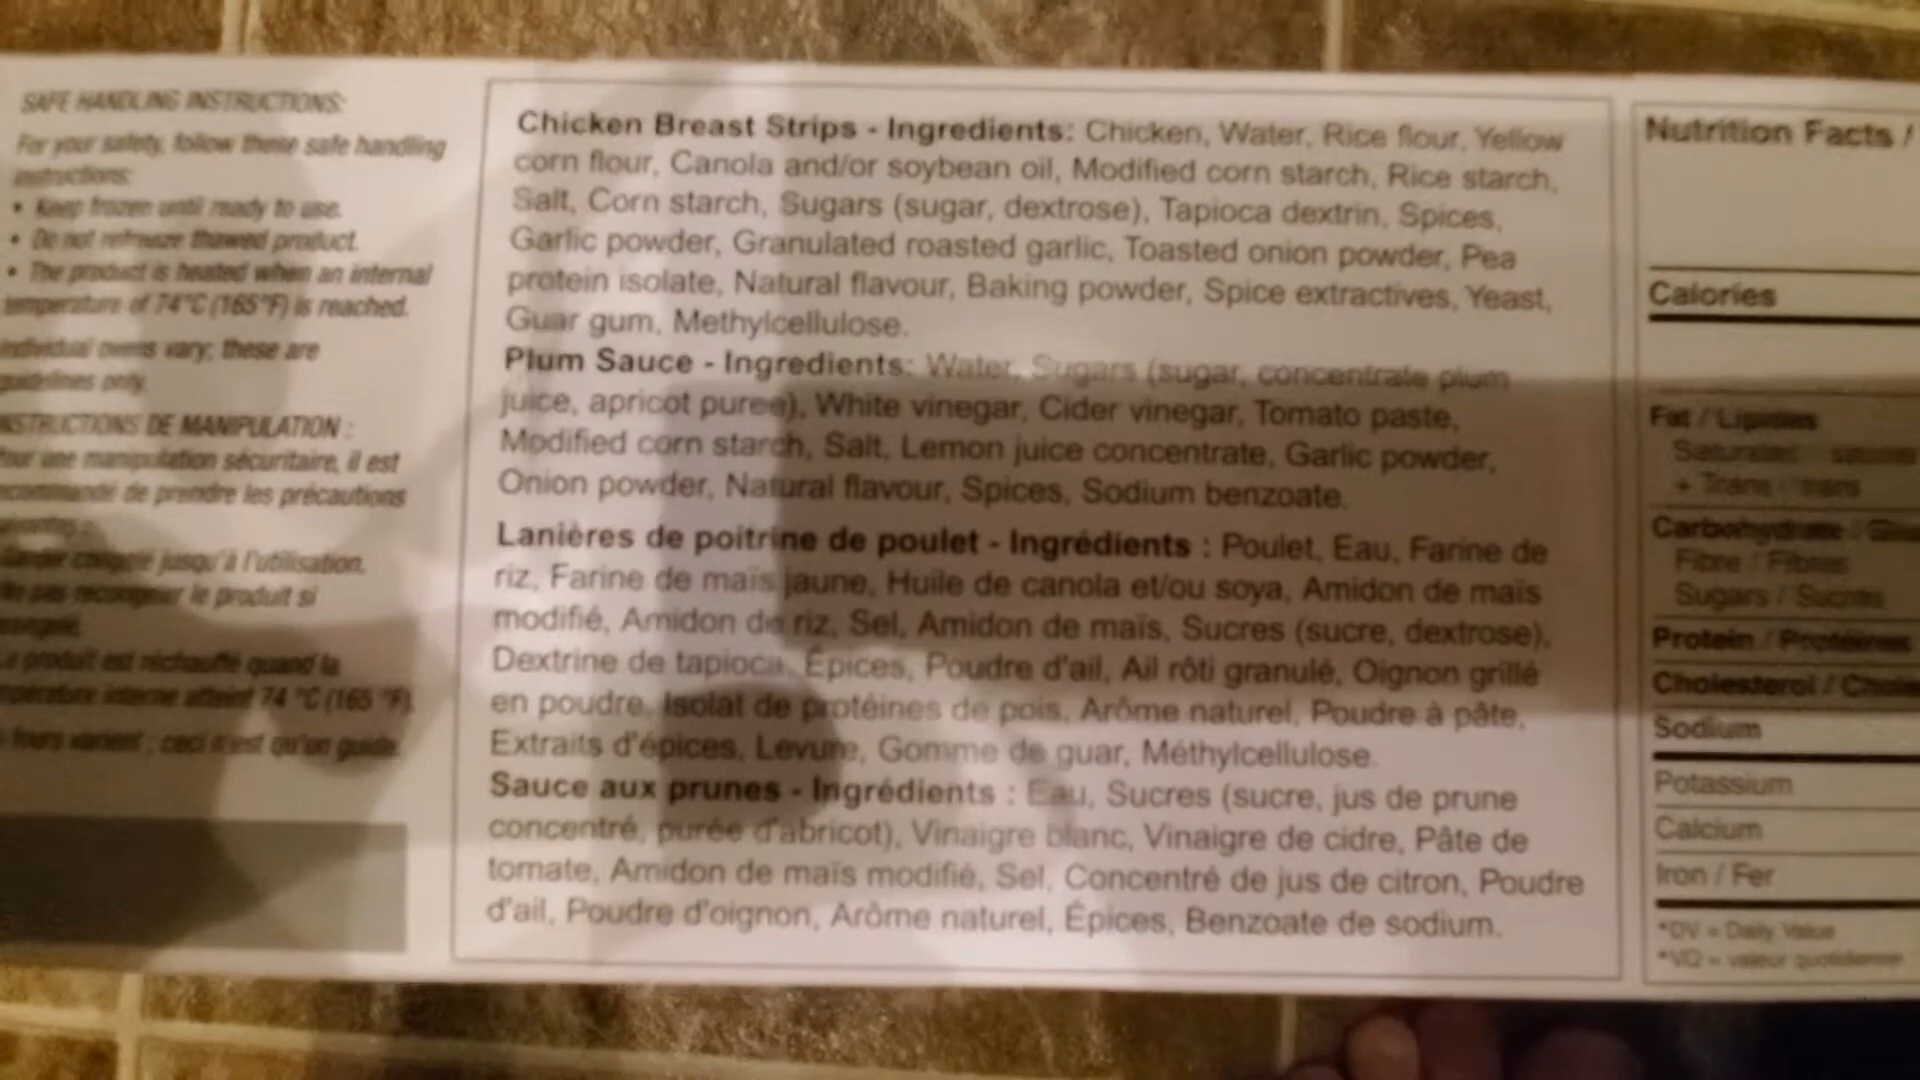 SAFE HANDLING INSTRUCTIONS:
For your safety, follow these safe handling
instructions:
• Keep frozen until ready to use.
• Do not refreeze thawed product.
• The product is heated when an internal
temperature of 74°C (165°F) is reached.
Individual ovens vary; these are
guidelines only.
INSTRUCTIONS DE MANIPULATION :
Pour une manipulation sécuritaire, il est
recommandé de prendre les précautions
suivantes :
Garder congelé jusqu'à l'utilisation.
Ne pas recongeler le produit si
Le produit est réchauffé quand la
température interne atteint 74 °C (165 °F).
fours varient ; ceci n'est qu'un guide.
Chicken Breast Strips - Ingredients: Chicken, Water, Rice flour, Yellow
corn flour, Canola and/or soybean oil, Modified corn starch, Rice starch,
Salt, Corn starch, Sugars (sugar, dextrose), Tapioca dextrin, Spices,
Garlic powder, Granulated roasted garlic, Toasted onion powder, Pea
protein isolate, Natural flavour, Baking powder, Spice extractives, Yeast,
Guar gum, Methylcellulose.
Plum Sauce - Ingredients: Water, Sugars (sugar, concentrate plum
juice, apricot puree), White vinegar, Cider vinegar, Tomato paste,
Modified corn starch, Salt, Lemon juice concentrate, Garlic powder,
Onion powder, Natural flavour, Spices, Sodium benzoate.
Lanières de poitrine de poulet - Ingrédients : Poulet, Eau, Farine de
riz, Farine de maïs jaune, Huile de canola et/ou soya, Amidon de maïs
modifié, Amidon de riz, Sel, Amidon de maïs, Sucres (sucre, dextrose),
Dextrine de tapioca, Épices, Poudre d'ail, Ail rôti granulé, Oignon grillé
en poudre, Isolat de protéines de pois, Arôme naturel, Poudre à pâte,
Extraits d'épices, Levure, Gomme de guar, Méthylcellulose.
Sauce aux prunes - Ingrédients : Eau, Sucres (sucre, jus de prune
concentré, purée d'abricot), Vinaigre blanc, Vinaigre de cidre, Pâte de
tomate, Amidon de maïs modifié, Sel, Concentré de jus de citron, Poudre
d'ail, Poudre d'oignon, Arôme naturel, Épices, Benzoate de sodium.
Nutrition Facts /
Calories
Fat / Lipides
Saturated / saturés
+ Trans / trans
Carbohydrate /
Fibre / Fibres
Sugars / Sucres
Protein / Protéines
Cholesterol /
Sodium
Potassium
Calcium
Iron / Fer
*DV = Daily Value
*VQ = valeur quotidienne